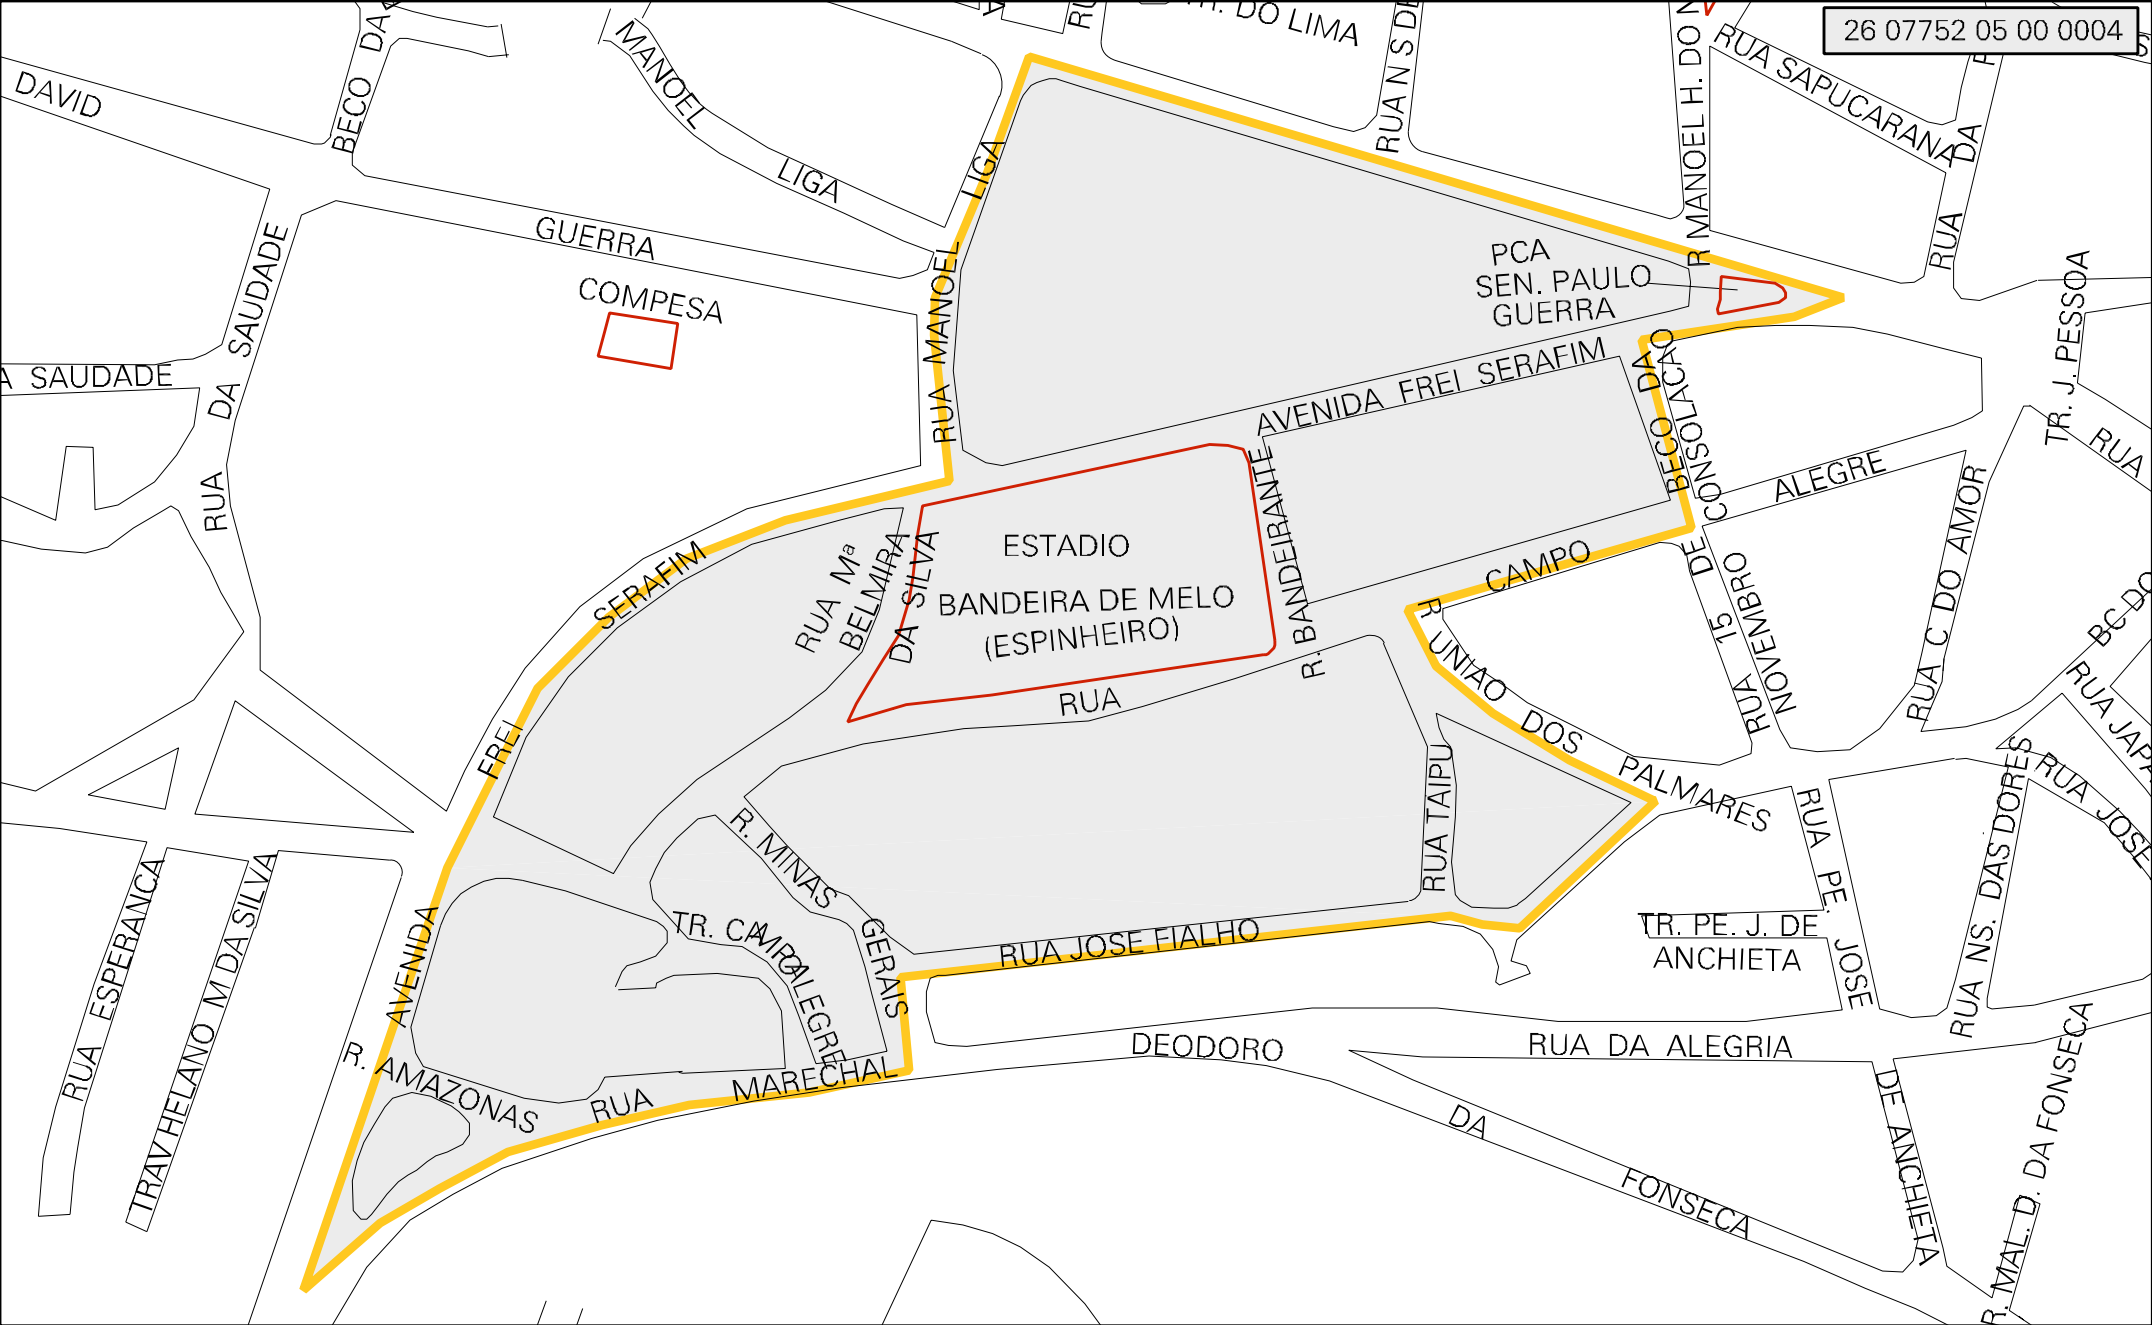 26 07752 05 00 0004
DO LIMA
DAVID
BECO DA
MANOEL
LIGA
RUA MANOEL LIGA
RUA N S DE
R MANOEL H. DO N
RUA SAPUCARANA
RUA DA
GUERRA
COMPESA
PCA
SEN. PAULO
GUERRA
RUA DA SAUDADE
A SAUDADE
TR. J. PESSOA
RUA
AVENIDA FREI SERAFIM
BECO DA
CONSOLACAO
ALEGRE
ESTADIO
BANDEIRA DE MELO
(ESPINHEIRO)
RUA Mª
BELMIRA
DA SILVA
R. BANDEIRANTE
RUA CAMPO
DE
RUA 15
NOVEMBRO
RUA C DO AMOR
BC DO
R UNIAO DOS PALMARES
AVENIDA FREI SERAFIM
RUA TAIPU
R. MINAS GERAIS
TR. CAMPO ALEGRE
RUA JOSE FIALHO
RUA PE. JOSE
DE ANCHIETA
TR. PE. J. DE
ANCHIETA
RUA NS. DAS DORES
RUA JAPA
RUA JOSE
RUA ESPERANCA
TRAV HELANO M DA SILVA
R. AMAZONAS
RUA MARECHAL
DEODORO
DA
FONSECA
RUA DA ALEGRIA
R. MAL. D. DA FONSECA